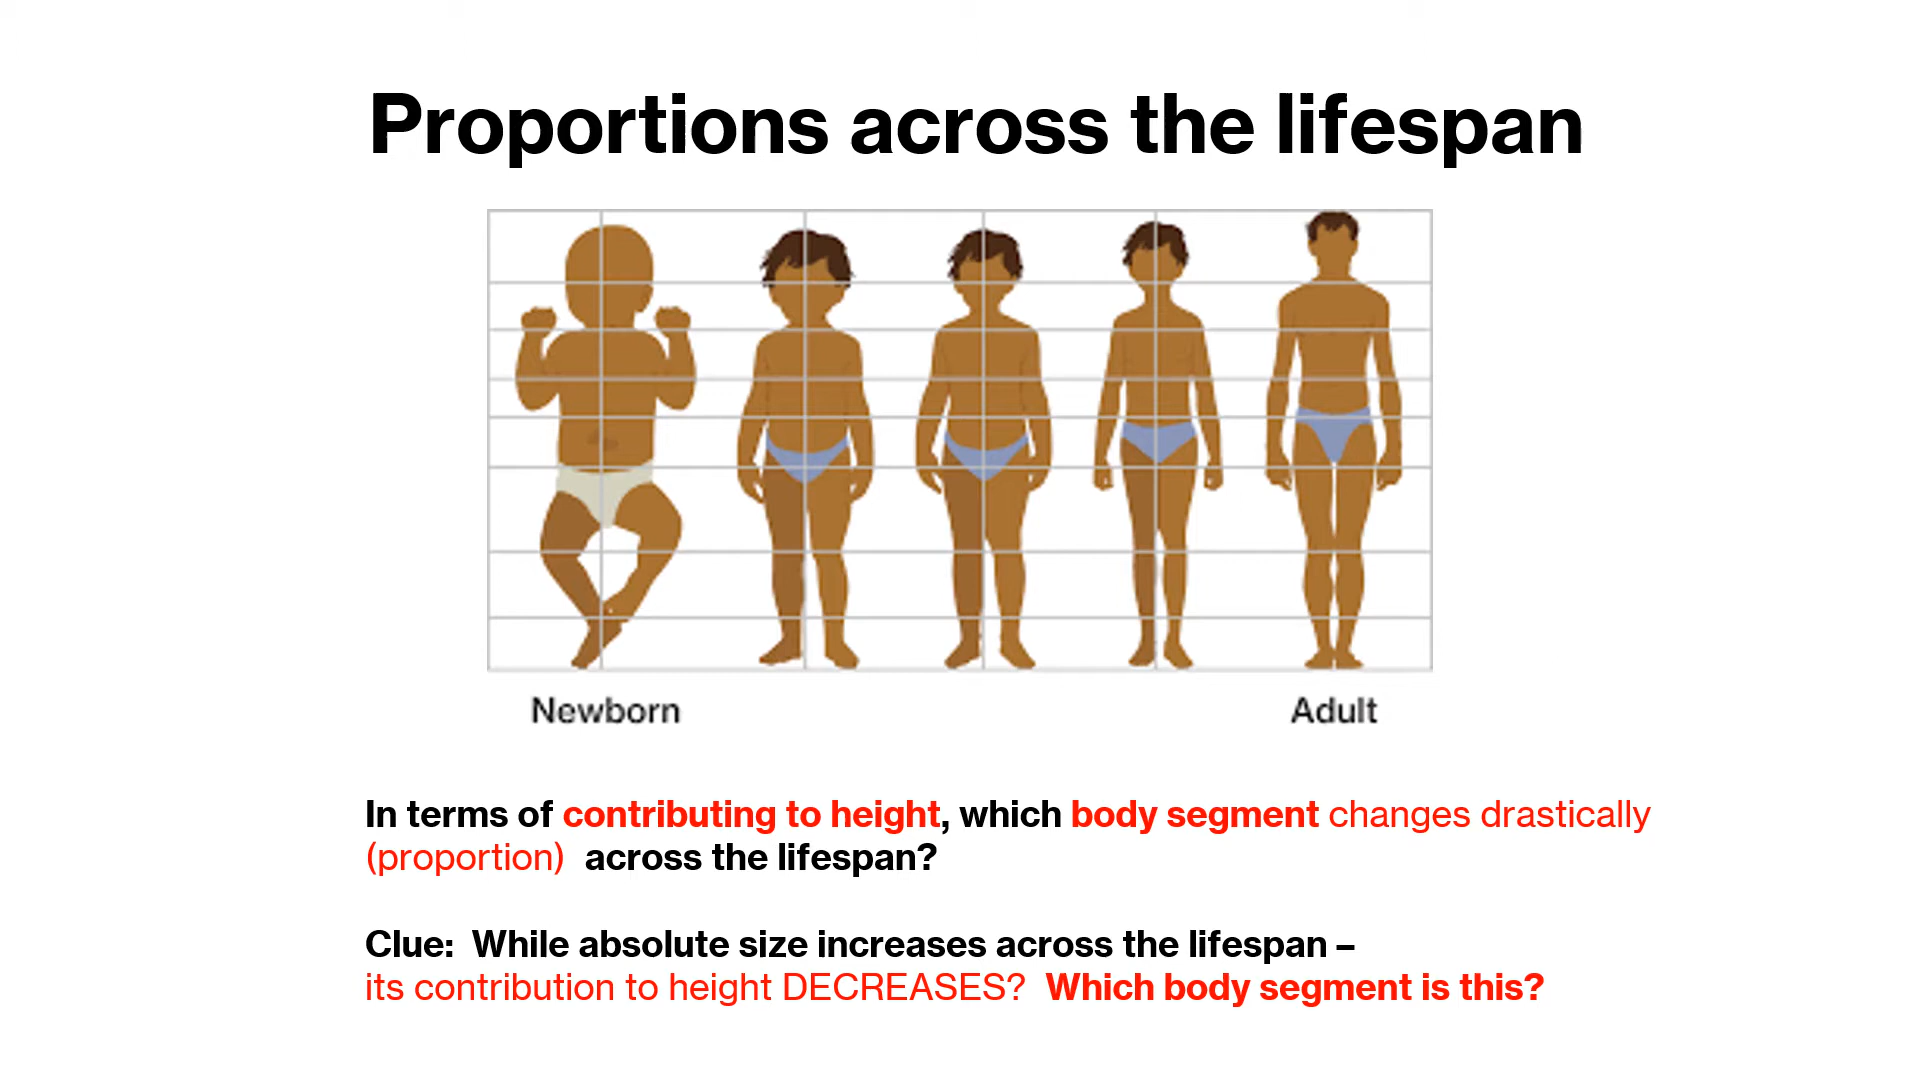 Proportions across the lifespan
Newborn
Adult
In terms of contributing to height, which body segment changes drastically
(proportion) across the lifespan?
Clue: While absolute size increases across the lifespan –
its contribution to height DECREASES? Which body segment is this?